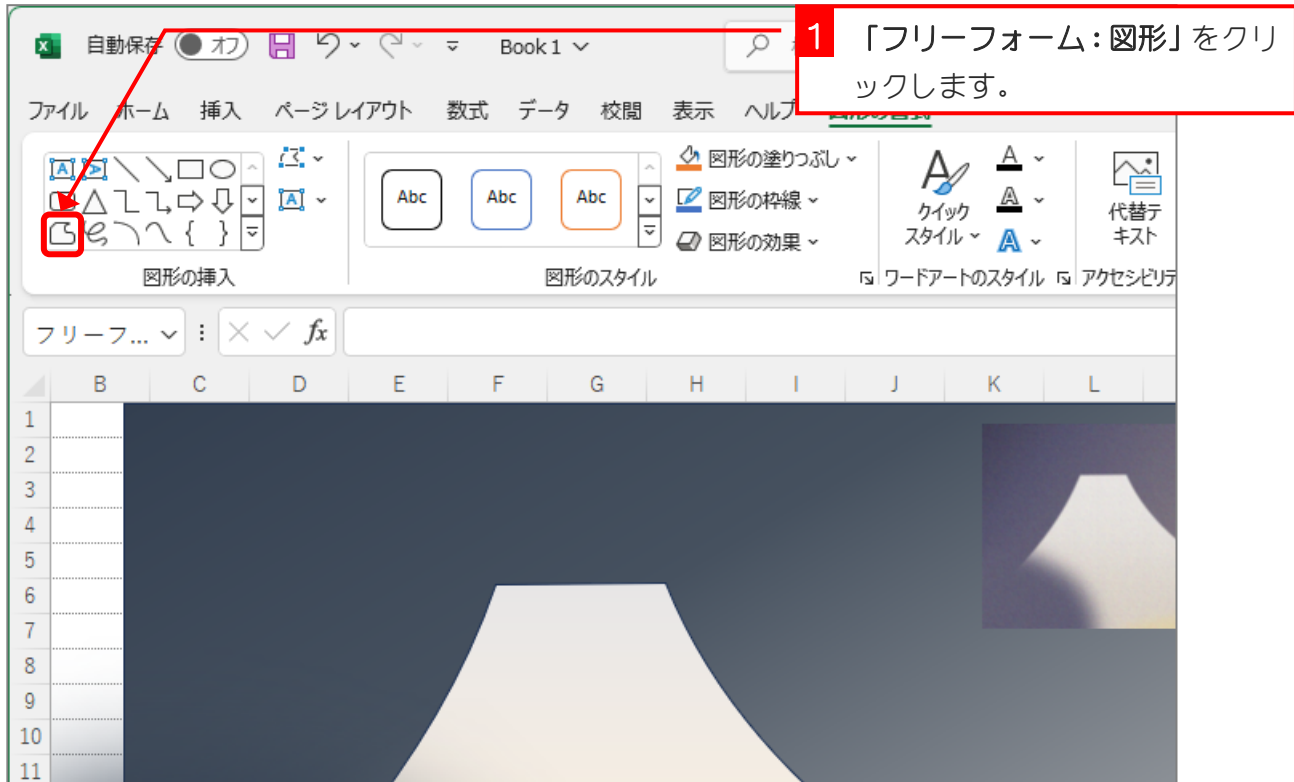 自動保存 オフ Book1
1 「フリーフォーム：図形」をクリ
ックします。
ファイル ホーム 挿入 ページレイアウト 数式 データ 校閲 表示 ヘルプ 図形の書式
A A
A
Abc Abc Abc
図形の塗りつぶし
図形の枠線
図形の効果
クイック
スタイル
A
A
A
A
代替テ
キスト
図形の挿入 図形のスタイル ワードアートのスタイル アクセシビリテ
フリーフ... fx
B C D E F G H I J K L
1
2
3
4
5
6
7
8
9
10
11